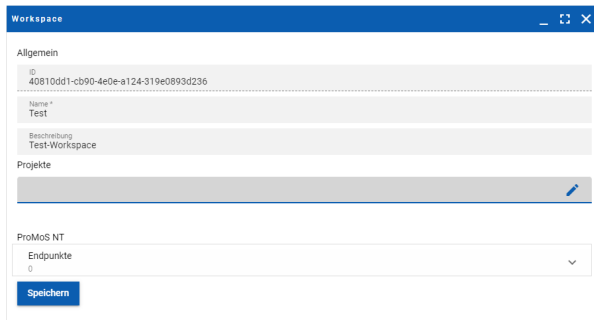 Workspace
Allgemein
ID
40810dd1-cb90-4e0e-a124-319e0893d236
Name *
Test
Beschreibung
Test-Workspace
Projekte
ProMoS NT
Endpunkte
0
Speichern